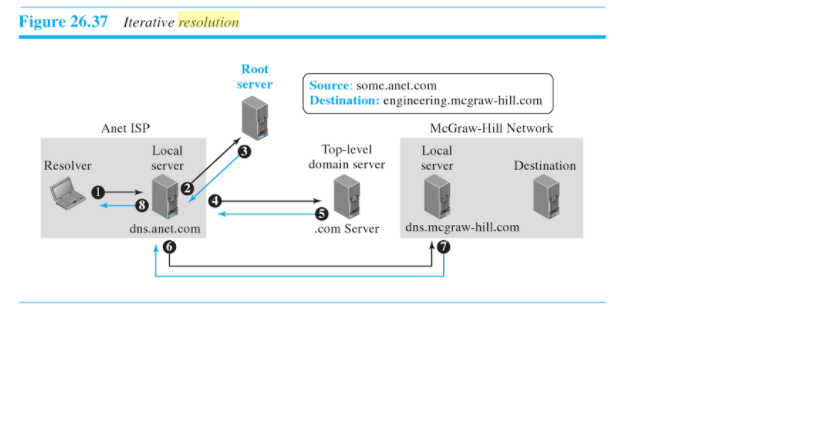 Figure 26.37 Iterative resolution
Root
server
Source: some.anet.com
Destination: engineering.mcgraw-hill.com
Anet ISP
McGraw-Hill Network
Resolver
Local
server
3
Top-level
domain server
Local
server
Destination
1
2
8
4
5
dns.anet.com
.com Server
dns.mcgraw-hill.com
6
7